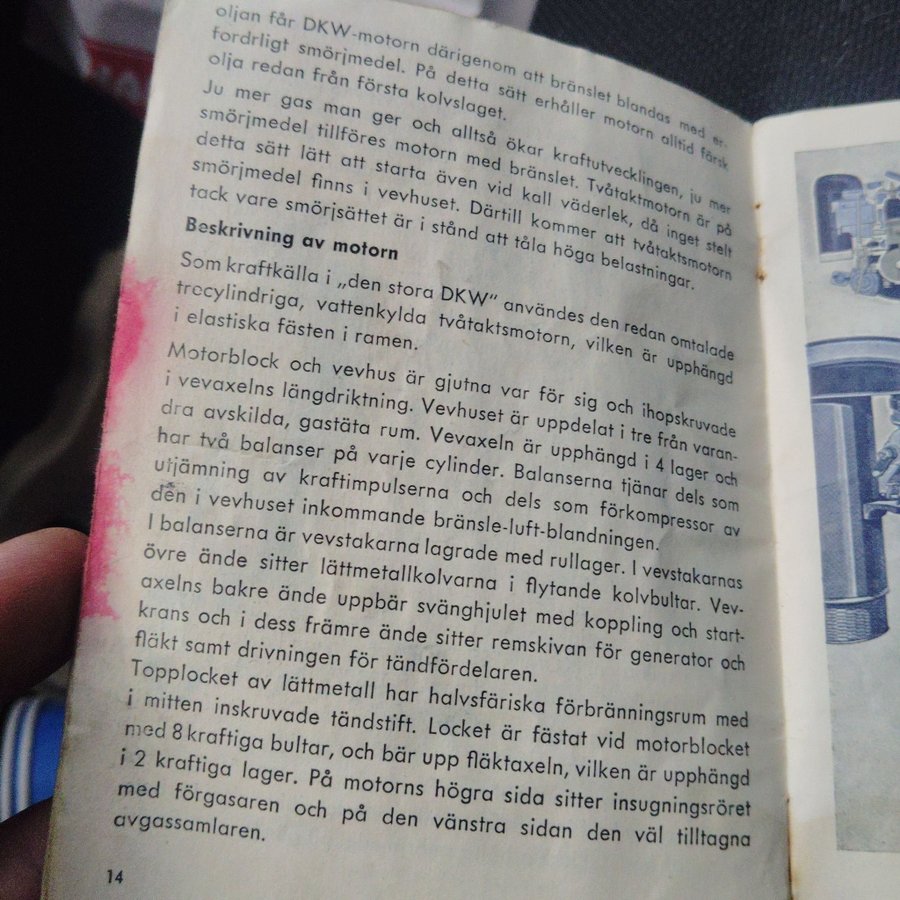 oljan får DKW-motorn därigenom att bränslet blandas med er-
fordrligt smörjmedel. På detta sätt erhåller motorn alltid färsk
olja redan från första kolvslaget.
Ju mer gas man ger och alltså ökar kraftutvecklingen, ju mer
smörjmedel tillföres motorn med bränslet. Tvåtaktmotorn är på
detta sätt lätt att starta även vid kall väderlek, då inget stelt
smörjmedel finns i vevhuset. Därtill kommer att tvåtaktsmotorn
tack vare smörjsättet är i stånd att tåla höga belastningar.
Beskrivning av motorn
Som kraftkälla i „den stora DKW" användes den redan omtalade
trecylindriga, vattenkylda tvåtaktsmotorn, vilken är upphängd
i elastiska fästen i ramen.
Motorblock och vevhus är gjutna var för sig och ihopskruvade
i vevaxelns längdriktning. Vevhuset är uppdelat i tre från varan-
dra avskilda, gastäta rum. Vevaxeln är upphängd i 4 lager och
har två balanser på varje cylinder. Balanserna tjänar dels som
utjämning av kraftimpulserna och dels som förkompressor av
den i vevhuset inkommande bränsle-luft-blandningen.
I balanserna är vevstakarna lagrade med rullager. I vevstakarnas
övre ände sitter lättmetallkolvarna i flytande kolvbultar. Vev-
axelns bakre ände uppbär svänghjulet med koppling och start-
krans och i dess främre ände sitter remskivan för generator och
fläkt samt drivningen för tändfördelaren.
Topplocket av lättmetall har halvsfäriska förbränningsrum med
i mitten inskruvade tändstift. Locket är fästat vid motorblocket
med 8 kraftiga bultar, och bär upp fläktaxeln, vilken är upphängd
i 2 kraftiga lager. På motorns högra sida sitter insugningsröret
med förgasaren och på den vänstra sidan den väl tilltagna
avgassamlaren.
14